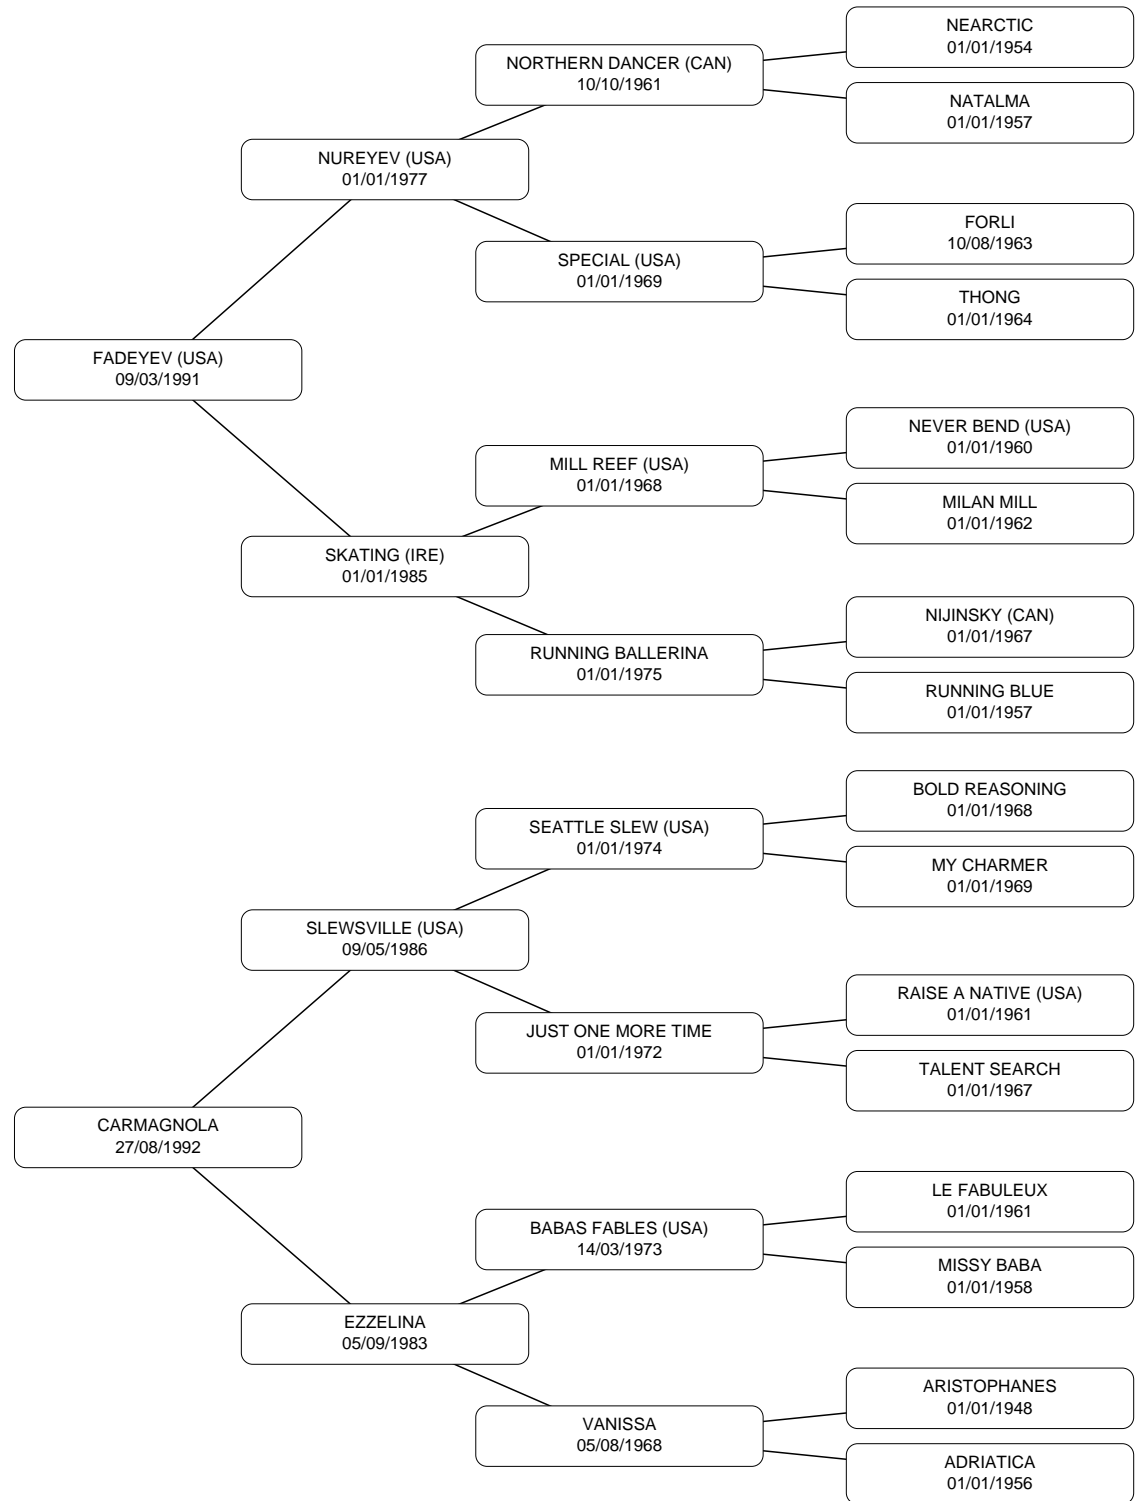 NEARCTIC
01/01/1954
NORTHERN DANCER (CAN)
10/10/1961
NATALMA
01/01/1957
NUREYEV (USA)
01/01/1977
FORLI
10/08/1963
SPECIAL (USA)
01/01/1969
THONG
01/01/1964
FADEYEV (USA)
09/03/1991
NEVER BEND (USA)
01/01/1960
MILL REEF (USA)
01/01/1968
MILAN MILL
01/01/1962
SKATING (IRE)
01/01/1985
NIJINSKY (CAN)
01/01/1967
RUNNING BALLERINA
01/01/1975
RUNNING BLUE
01/01/1957
BOLD REASONING
01/01/1968
SEATTLE SLEW (USA)
01/01/1974
MY CHARMER
01/01/1969
SLEWSVILLE (USA)
09/05/1986
RAISE A NATIVE (USA)
01/01/1961
JUST ONE MORE TIME
01/01/1972
TALENT SEARCH
01/01/1967
CARMAGNOLA
27/08/1992
LE FABULEUX
01/01/1961
BABAS FABLES (USA)
14/03/1973
MISSY BABA
01/01/1958
EZZELINA
05/09/1983
ARISTOPHANES
01/01/1948
VANISSA
05/08/1968
ADRIATICA
01/01/1956